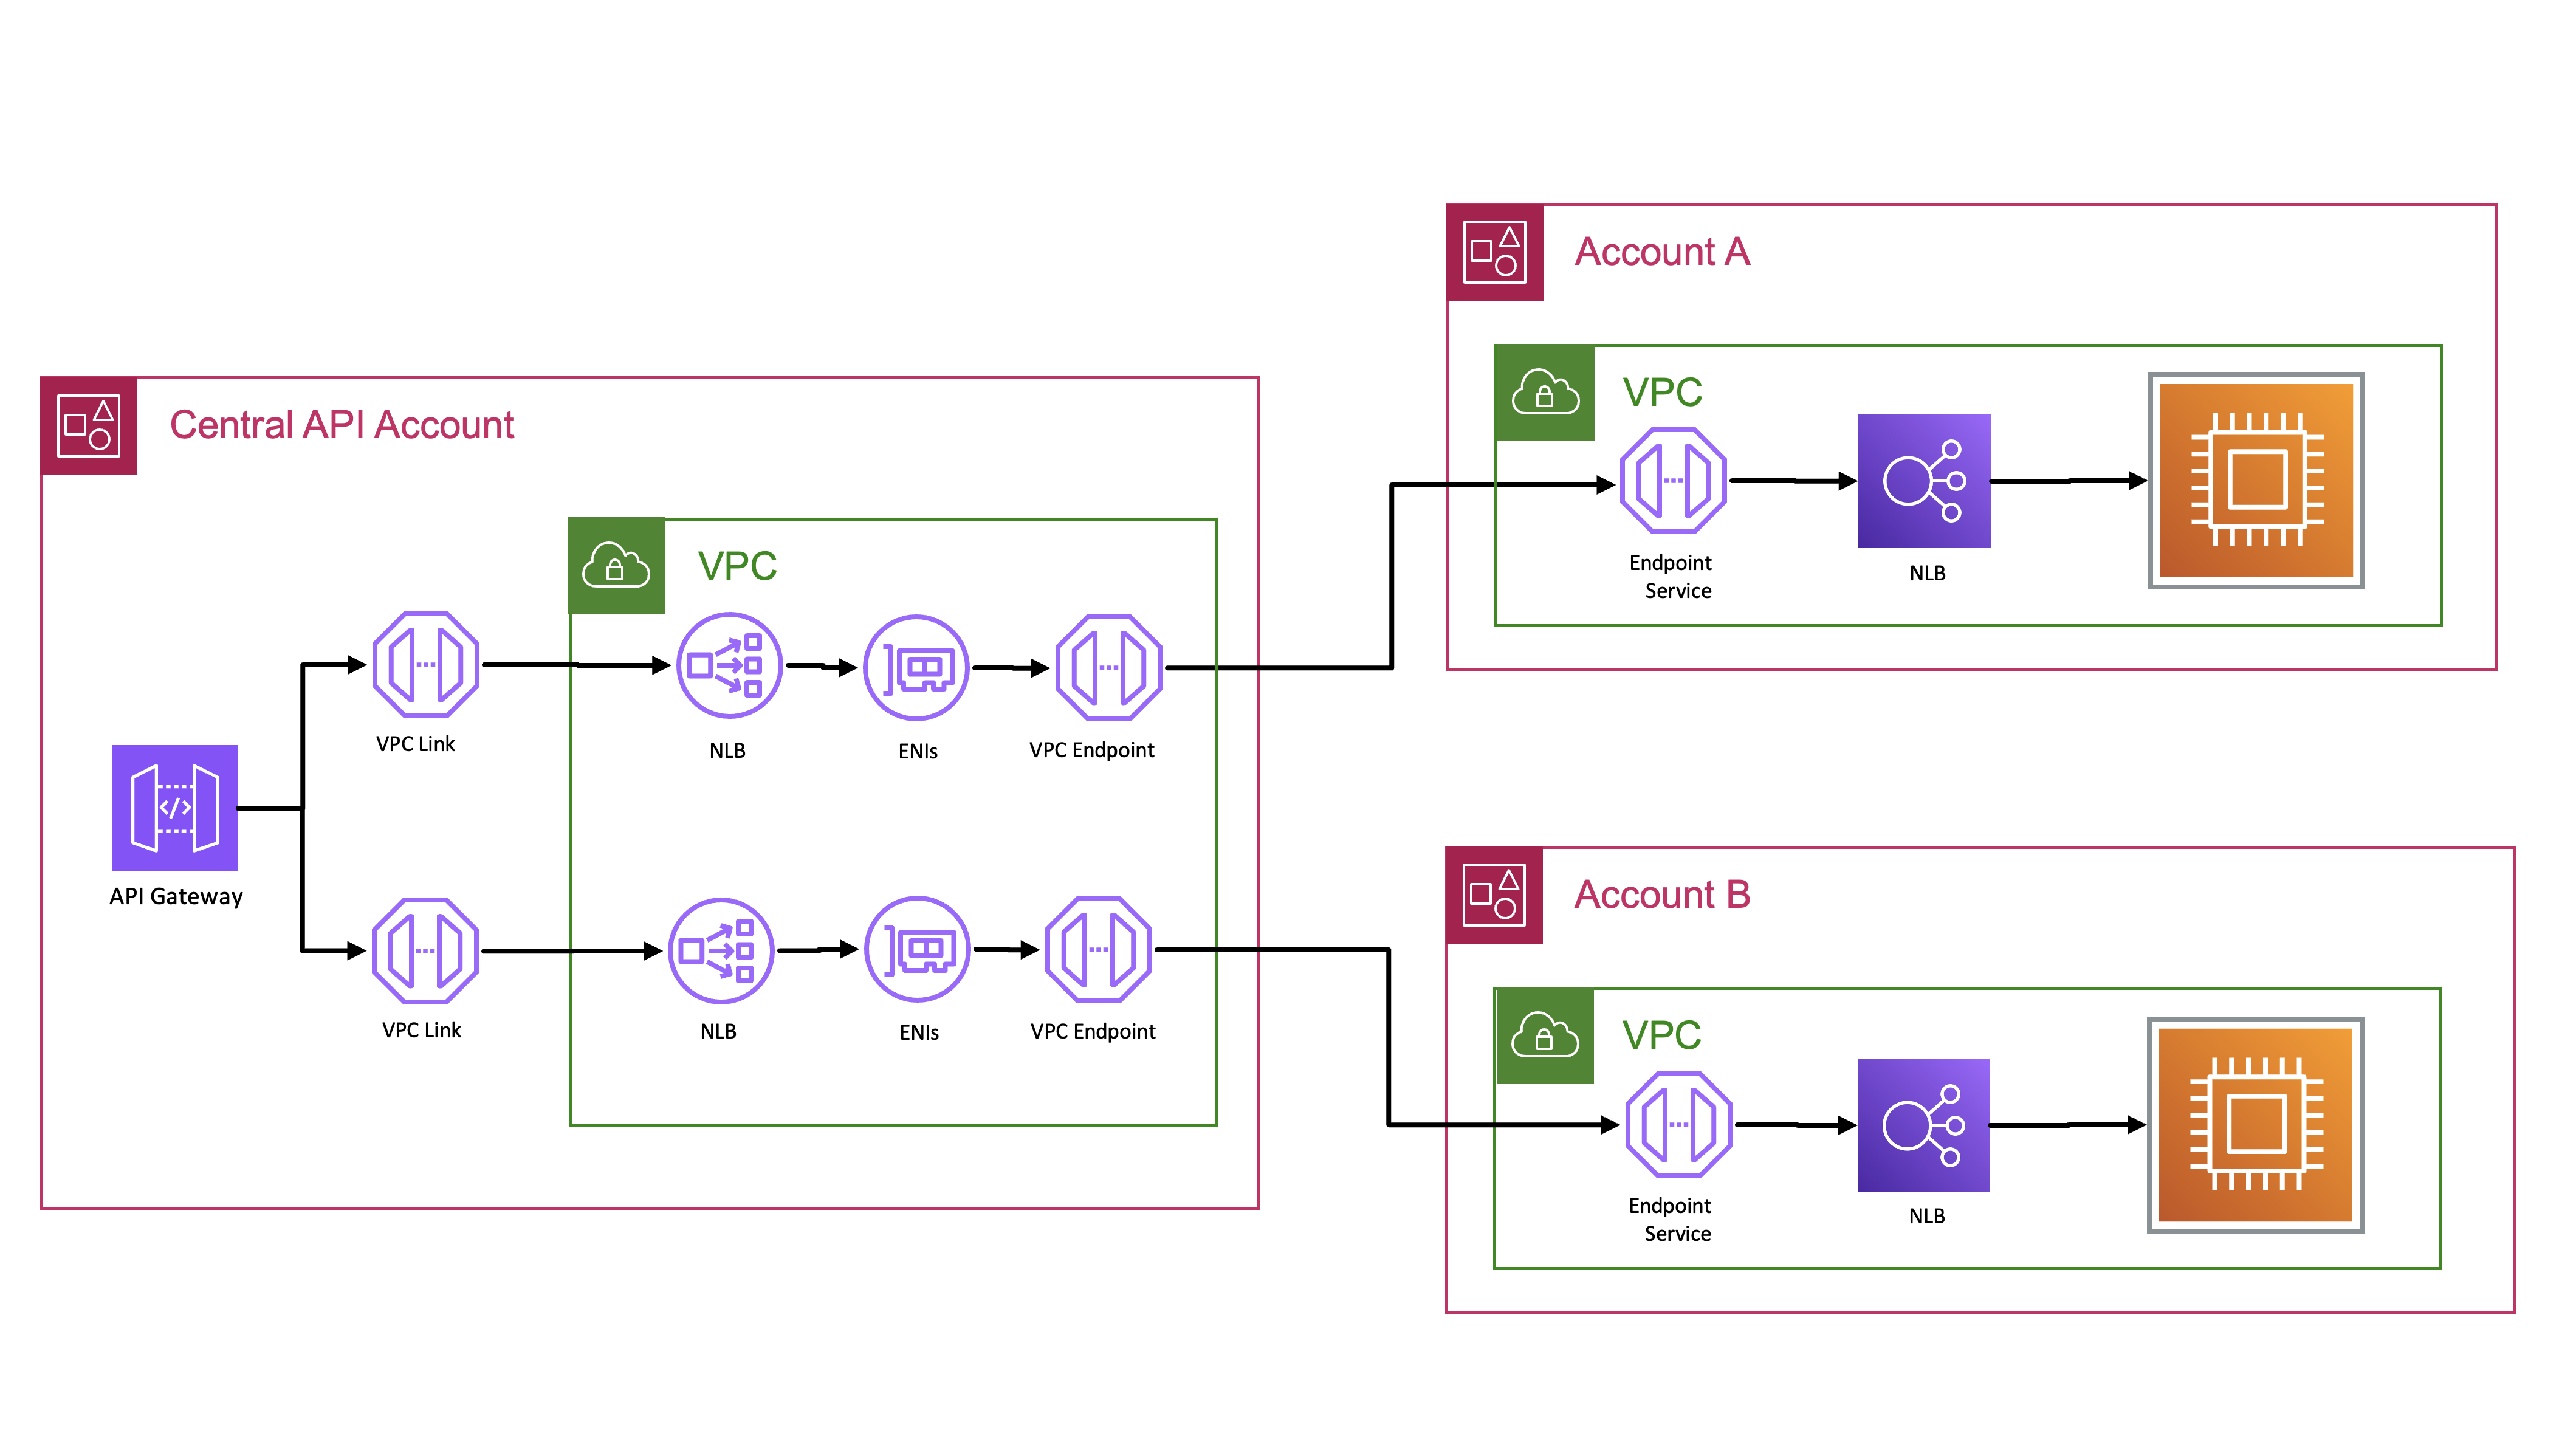 Central API Account
VPC
API Gateway
VPC Link
NLB
ENIs
VPC Endpoint
VPC Link
NLB
ENIs
VPC Endpoint
Account A
VPC
Endpoint
Service
NLB
Account B
VPC
Endpoint
Service
NLB